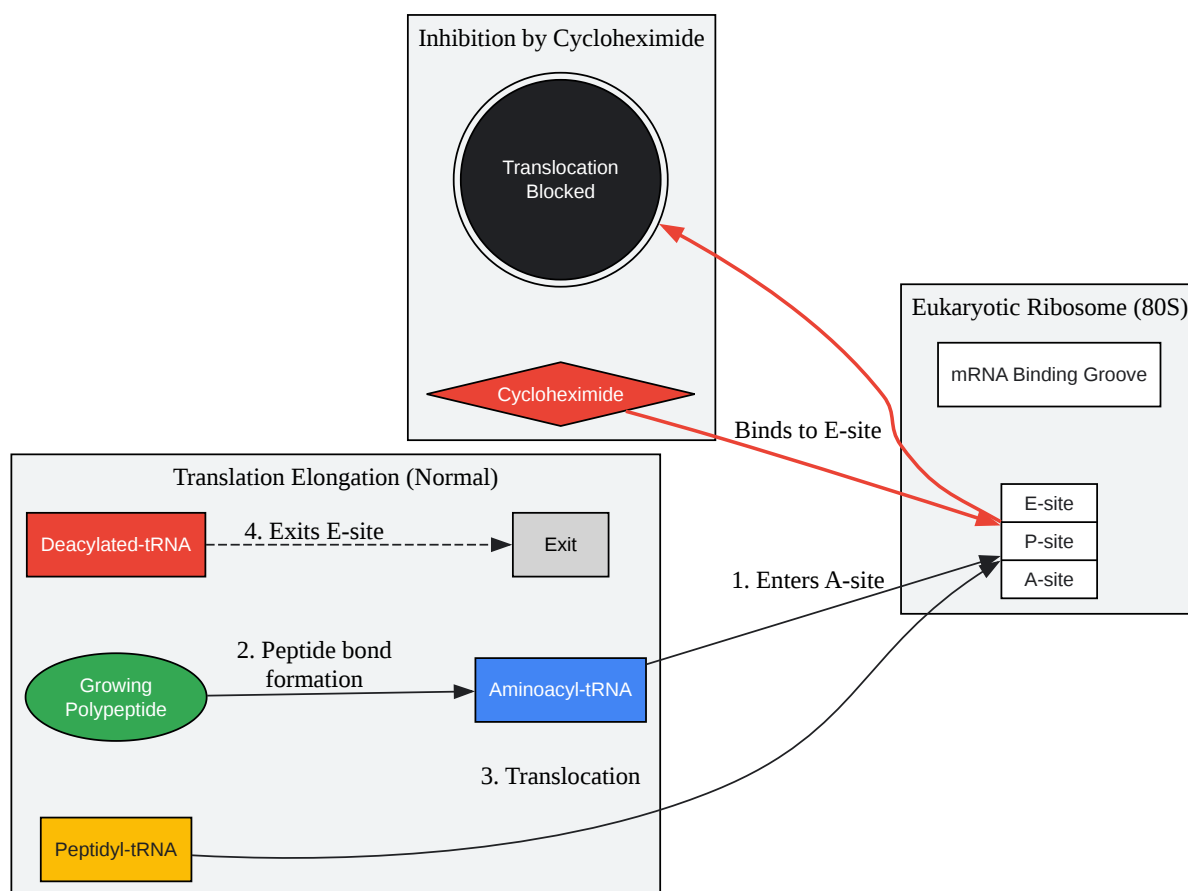 Inhibition by Cycloheximide
Translocation
Blocked
Cycloheximide
Binds to E-site
Eukaryotic Ribosome (80S)
mRNA Binding Groove
E-site
P-site
A-site
Translation Elongation (Normal)
Deacylated-tRNA
4. Exits E-site
Exit
1. Enters A-site
2. Peptide bond
formation
Growing
Polypeptide
Aminoacyl-tRNA
3. Translocation
Peptidyl-tRNA